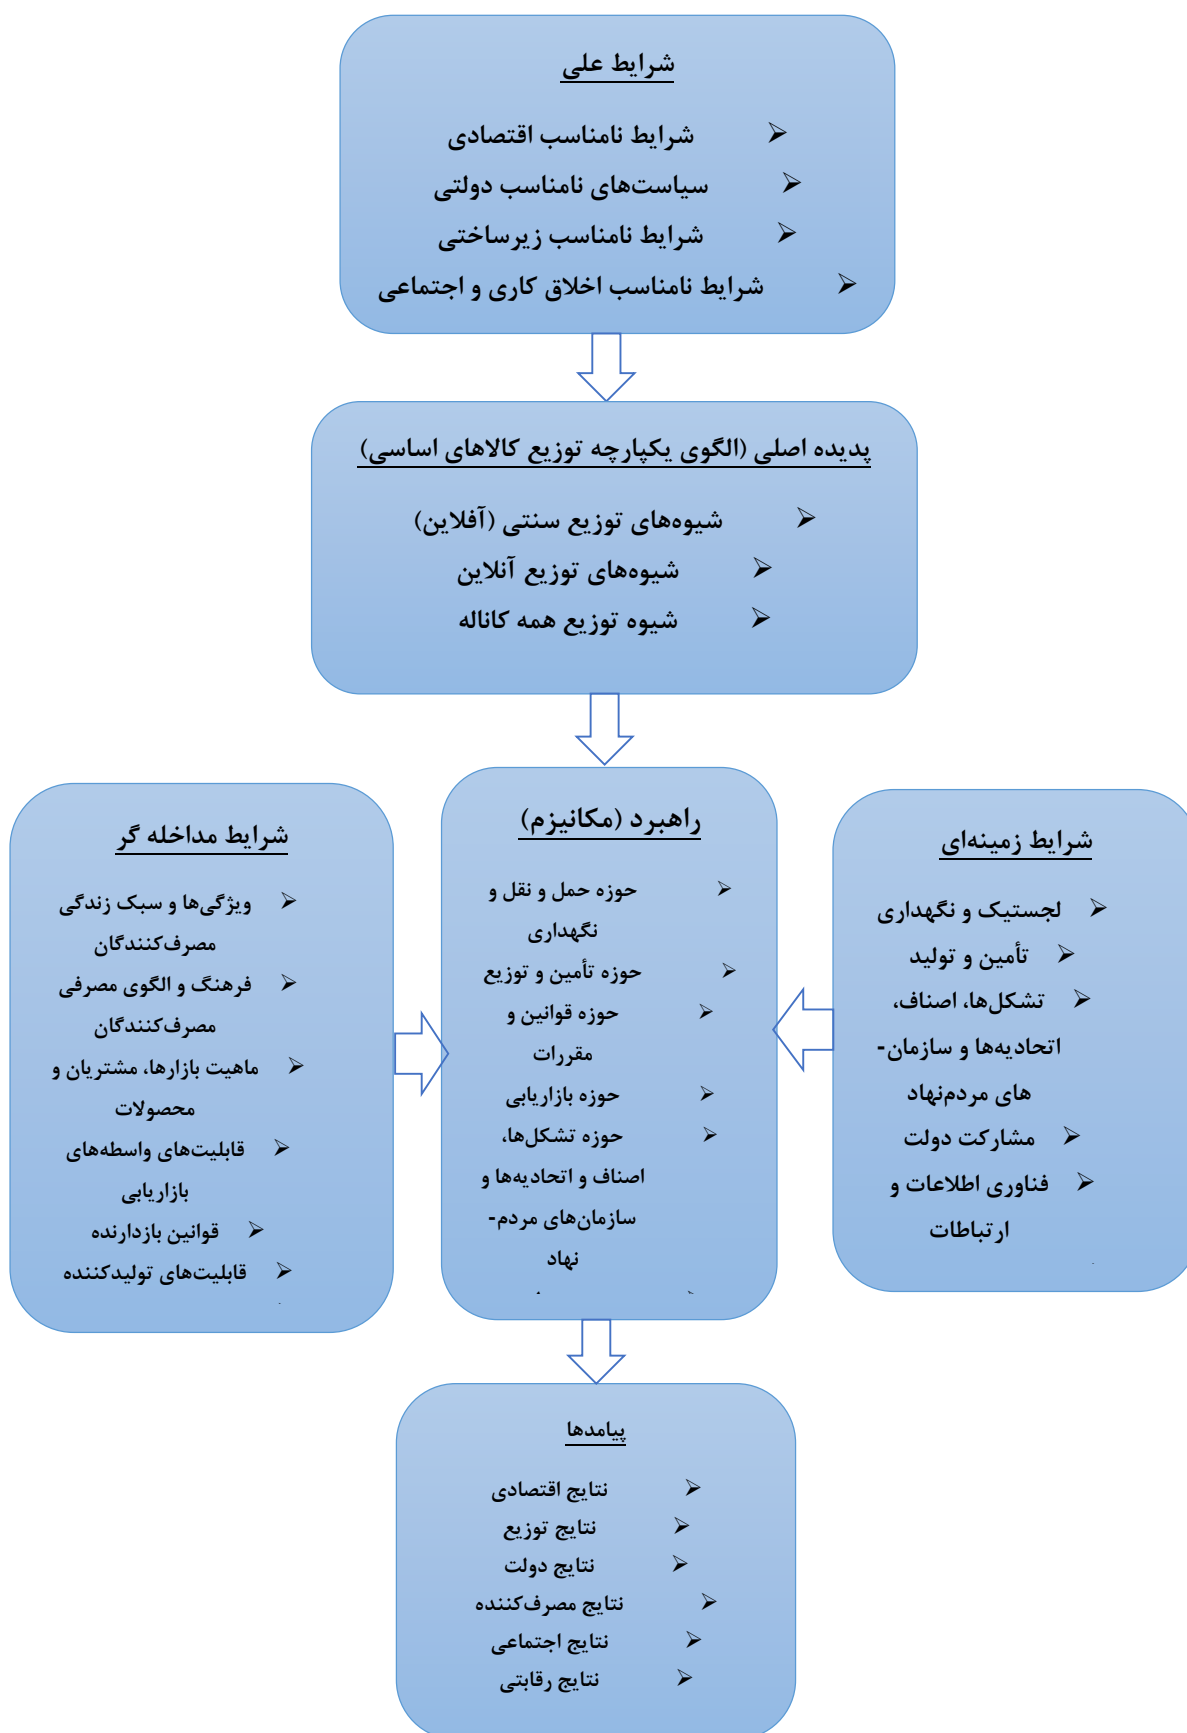 شرایط علی
⮚ شرایط نامناسب اقتصادی
⮚ سیاست‌های نامناسب دولتی
⮚ شرایط نامناسب زیرساختی
⮚ شرایط نامناسب اخلاق کاری و اجتماعی
پدیده اصلی (الگوی یکپارچه توزیع کالاهای اساسی)
⮚ شیوه‌های توزیع سنتی (آفلاین)
⮚ شیوه‌های توزیع آنلاین
⮚ شیوه توزیع همه کاناله
شرایط زمینه‌ای
⮚ لجستیک و نگهداری
⮚ تأمین و تولید
⮚ تشکل‌ها، اصناف،
اتحادیه‌ها و سازمان-
های مردم‌نهاد
⮚ مشارکت دولت
⮚ فناوری اطلاعات و
ارتباطات
راهبرد (مکانیزم)
⮚ حوزه حمل و نقل و
نگهداری
⮚ حوزه تأمین و توزیع
⮚ حوزه قوانین و
مقررات
⮚ حوزه بازاریابی
⮚ حوزه تشکل‌ها،
اصناف و اتحادیه‌ها و
سازمان‌های مردم-
نهاد
شرایط مداخله گر
⮚ ویژگی‌ها و سبک زندگی
مصرف‌کنندگان
⮚ فرهنگ و الگوی مصرفی
مصرف‌کنندگان
⮚ ماهیت بازارها، مشتریان و
محصولات
⮚ قابلیت‌های واسطه‌های
بازاریابی
⮚ قوانین بازدارنده
⮚ قابلیت‌های تولیدکننده
پیامدها
⮚ نتایج اقتصادی
⮚ نتایج توزیع
⮚ نتایج دولت
⮚ نتایج مصرف‌کننده
⮚ نتایج اجتماعی
⮚ نتایج رقابتی